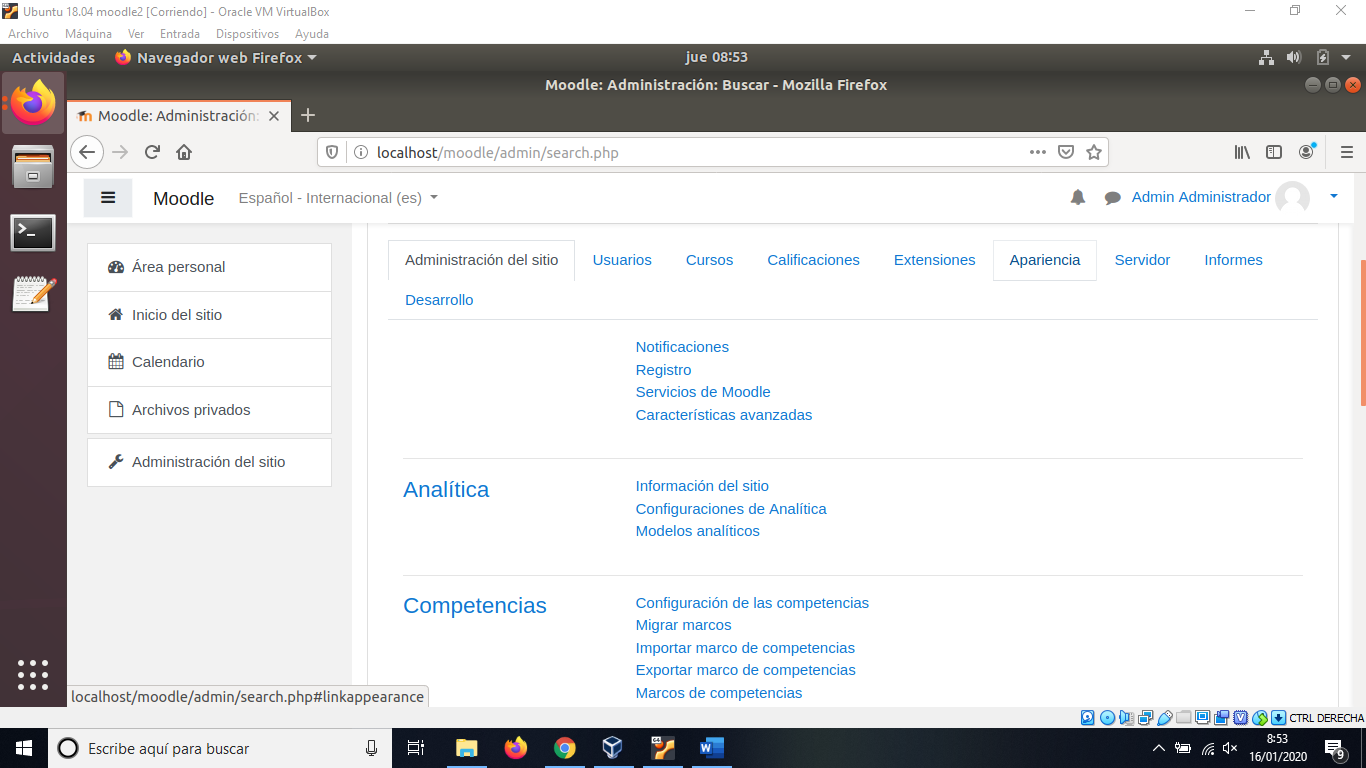 Ubuntu 18.04 moodle2 [Corriendo] - Oracle VM VirtualBox
Archivo Máquina Ver Entrada Dispositivos Ayuda
Actividades Navegador web Firefox jue 08:53
Moodle: Administración: Buscar - Mozilla Firefox
Moodle: Administración:
localhost/moodle/admin/search.php
Moodle Español - Internacional (es) Admin Administrador
Área personal
Inicio del sitio
Calendario
Archivos privados
Administración del sitio
Administración del sitio Usuarios Cursos Calificaciones Extensiones Apariencia Servidor Informes
Desarrollo
Notificaciones
Registro
Servicios de Moodle
Características avanzadas
Analítica
Información del sitio
Configuraciones de Analítica
Modelos analíticos
Competencias
Configuración de las competencias
Migrar marcos
Importar marco de competencias
Exportar marco de competencias
Marcos de competencias
localhost/moodle/admin/search.php#linkappearance
CTRL DERECHA
Escribe aquí para buscar
8:53
16/01/2020
9